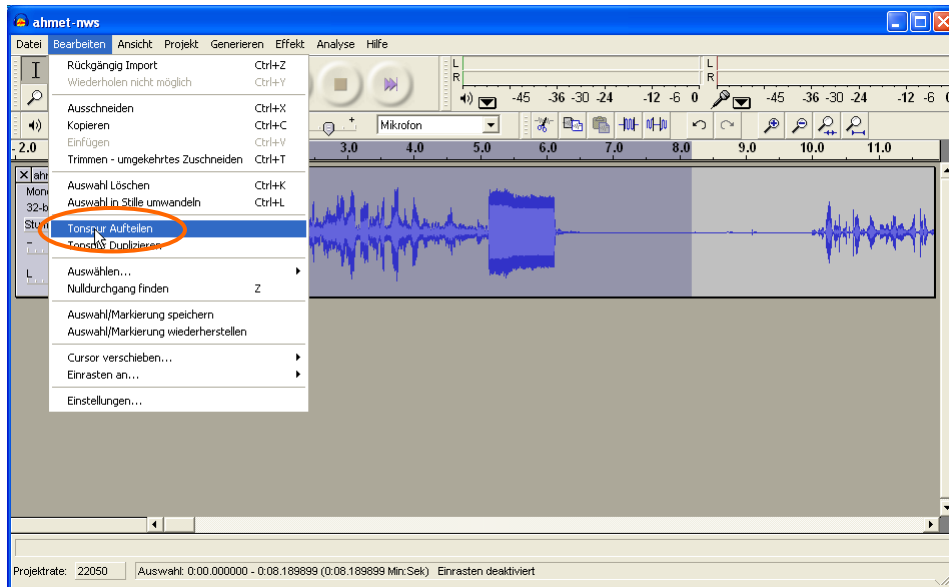 ahmet-nws
Datei Bearbeiten Ansicht Projekt Generieren Effekt Analyse Hilfe
Rückgängig Import Ctrl+Z
Wiederholen nicht möglich Ctrl+Y
Ausschneiden Ctrl+X
Kopieren Ctrl+C
Einfügen Ctrl+V
Trimmen - umgekehrtes Zuschneiden Ctrl+T
Auswahl Löschen Ctrl+K
Auswahl in Stille umwandeln Ctrl+L
Tonspur Aufteilen
Tonspur Duplizieren
Auswählen...
Nulldurchgang finden Z
Auswahl/Markierung speichern
Auswahl/Markierung wiederherstellen
Cursor verschieben...
Einrasten an...
Einstellungen...
L
R
-45 -36 -30 -24 -12 -6 0
L
R
-45 -36 -30 -24 -12 -6
Mikrofon
- 2.0 3.0 4.0 5.0 6.0 7.0 8.0 9.0 10.0 11.0
X
L
Projektrate: 22050 Auswahl: 0:00.000000 - 0:08.189899 (0:08.189899 Min:Sek) Einrasten deaktiviert